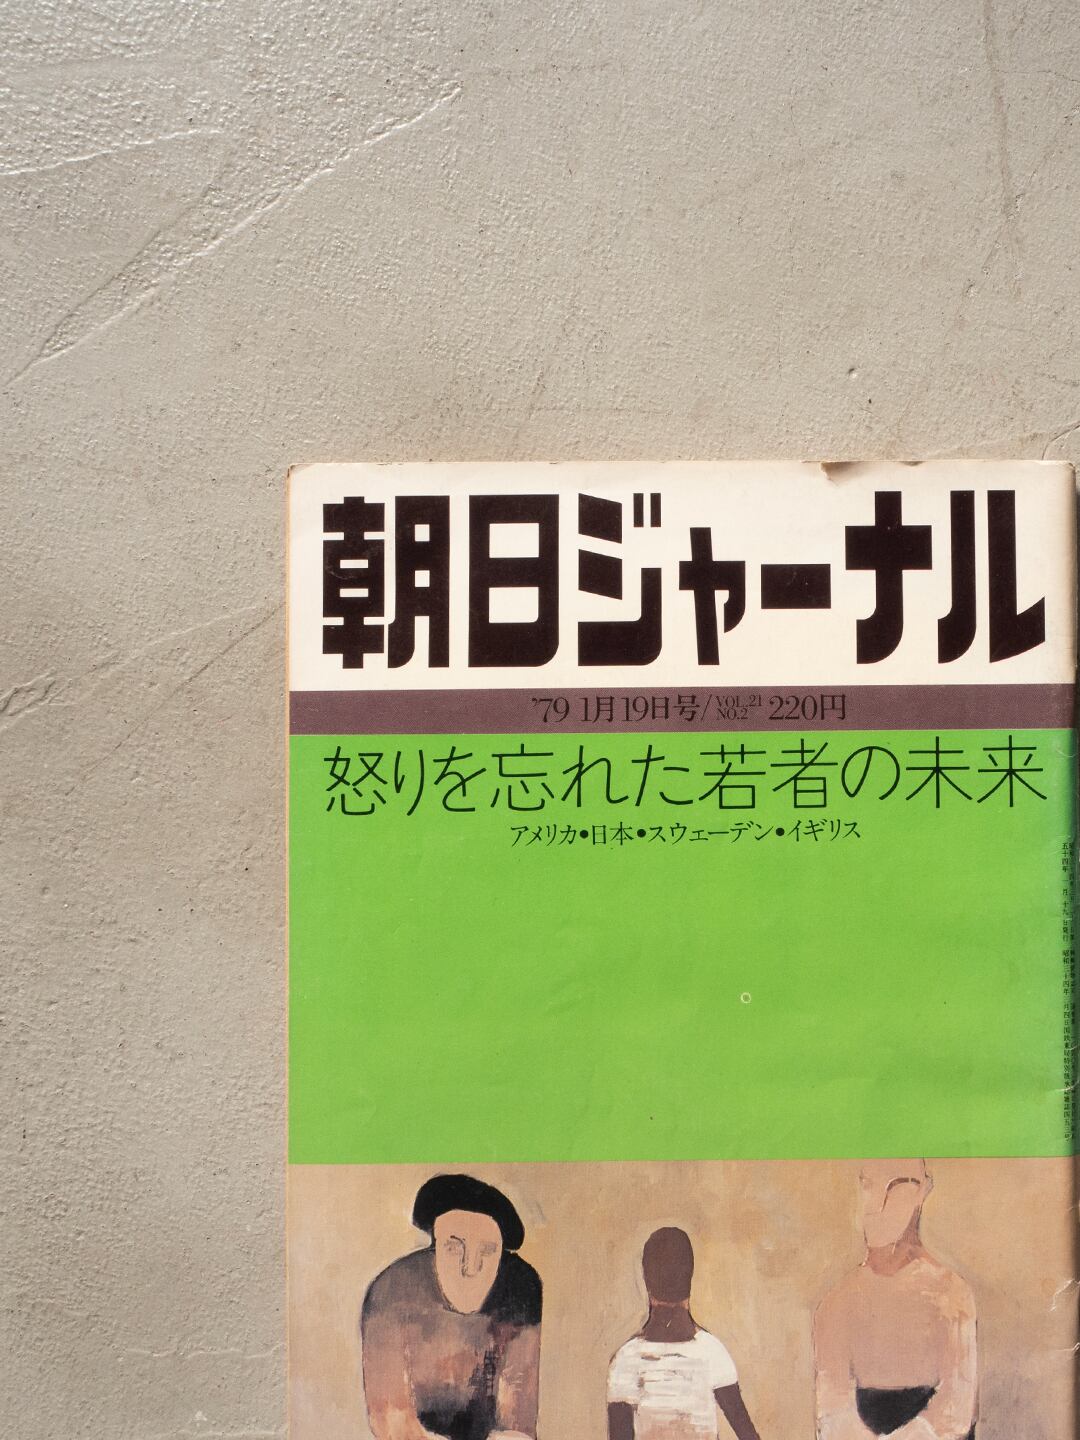 朝日ジャーナル
'79 1月19日号/VOL.21 NO.2 220円
怒りを忘れた若者の未来
アメリカ•日本•スウェーデン•イギリス